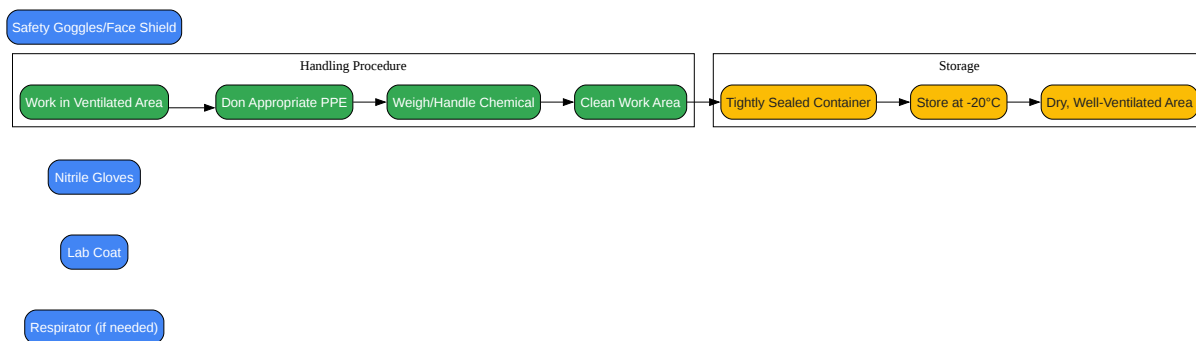 Safety Goggles/Face Shield
Handling Procedure
Storage
Work in Ventilated Area
Don Appropriate PPE
Weigh/Handle Chemical
Clean Work Area
Tightly Sealed Container
Store at -20°C
Dry, Well-Ventilated Area
Nitrile Gloves
Lab Coat
Respirator (if needed)